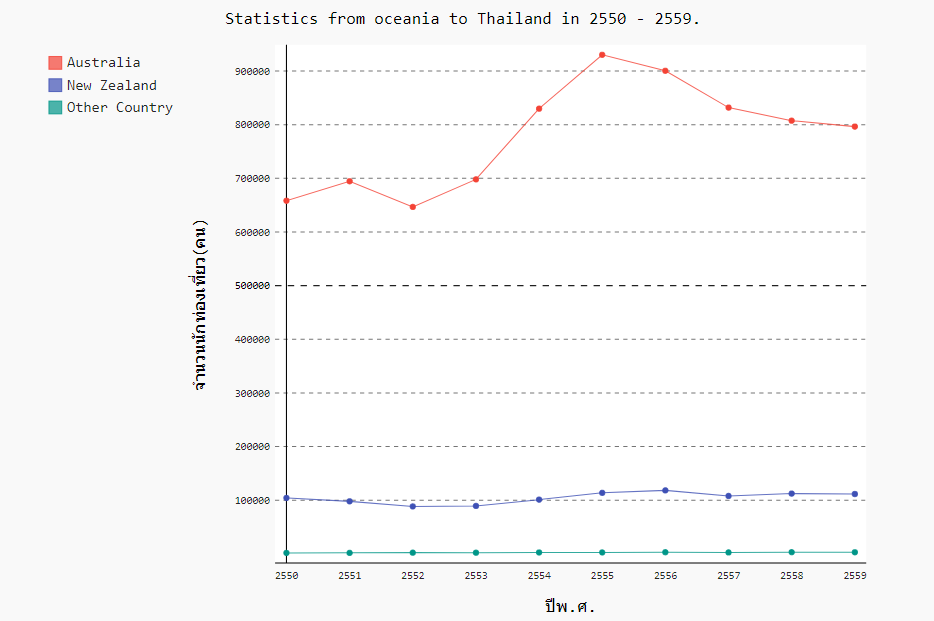 Statistics from oceania to Thailand in 2550 - 2559.
Australia
New Zealand
Other Country
จำนวนนักท่องเที่ยว(คน)
900000
800000
700000
600000
500000
400000
300000
200000
100000
2550 2551 2552 2553 2554 2555 2556 2557 2558 2559
ปีพ.ศ.